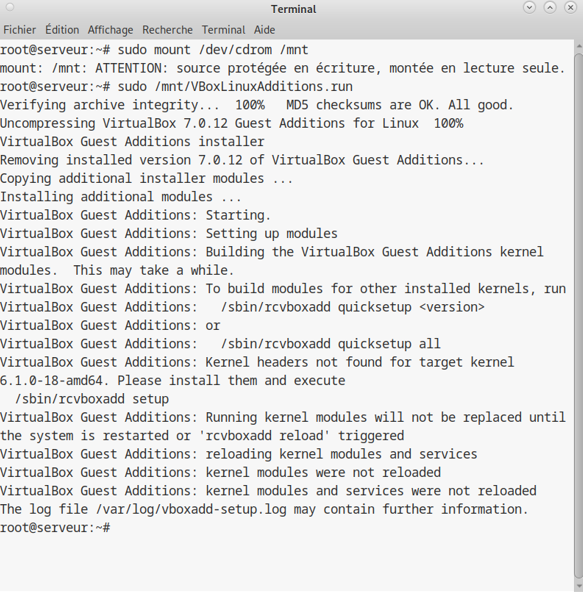 Terminal
Fichier Édition Affichage Recherche Terminal Aide
root@serveur:~# sudo mount /dev/cdrom /mnt
mount: /mnt: ATTENTION: source protégée en écriture, montée en lecture seule.
root@serveur:~# sudo /mnt/VBoxLinuxAdditions.run
Verifying archive integrity...  100%   MD5 checksums are OK. All good.
Uncompressing VirtualBox 7.0.12 Guest Additions for Linux  100%
VirtualBox Guest Additions installer
Removing installed version 7.0.12 of VirtualBox Guest Additions...
Copying additional installer modules ...
Installing additional modules ...
VirtualBox Guest Additions: Starting.
VirtualBox Guest Additions: Setting up modules
VirtualBox Guest Additions: Building the VirtualBox Guest Additions kernel
modules.  This may take a while.
VirtualBox Guest Additions: To build modules for other installed kernels, run
VirtualBox Guest Additions:   /sbin/rcvboxadd quicksetup <version>
VirtualBox Guest Additions: or
VirtualBox Guest Additions:   /sbin/rcvboxadd quicksetup all
VirtualBox Guest Additions: Kernel headers not found for target kernel
6.1.0-18-amd64. Please install them and execute
  /sbin/rcvboxadd setup
VirtualBox Guest Additions: Running kernel modules will not be replaced until
the system is restarted or 'rcvboxadd reload' triggered
VirtualBox Guest Additions: reloading kernel modules and services
VirtualBox Guest Additions: kernel modules were not reloaded
VirtualBox Guest Additions: kernel modules and services were not reloaded
The log file /var/log/vboxadd-setup.log may contain further information.
root@serveur:~#